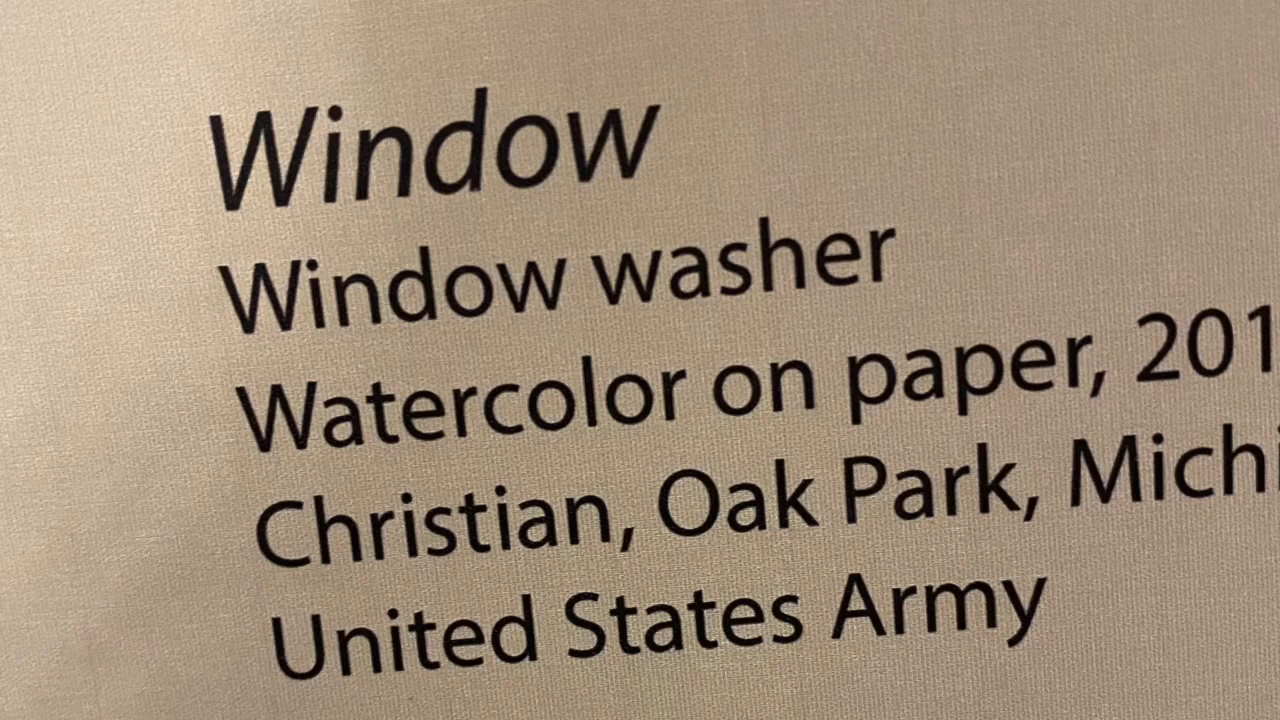 Window
Window washer
Watercolor on paper, 201
Christian, Oak Park, Michi
United States Army